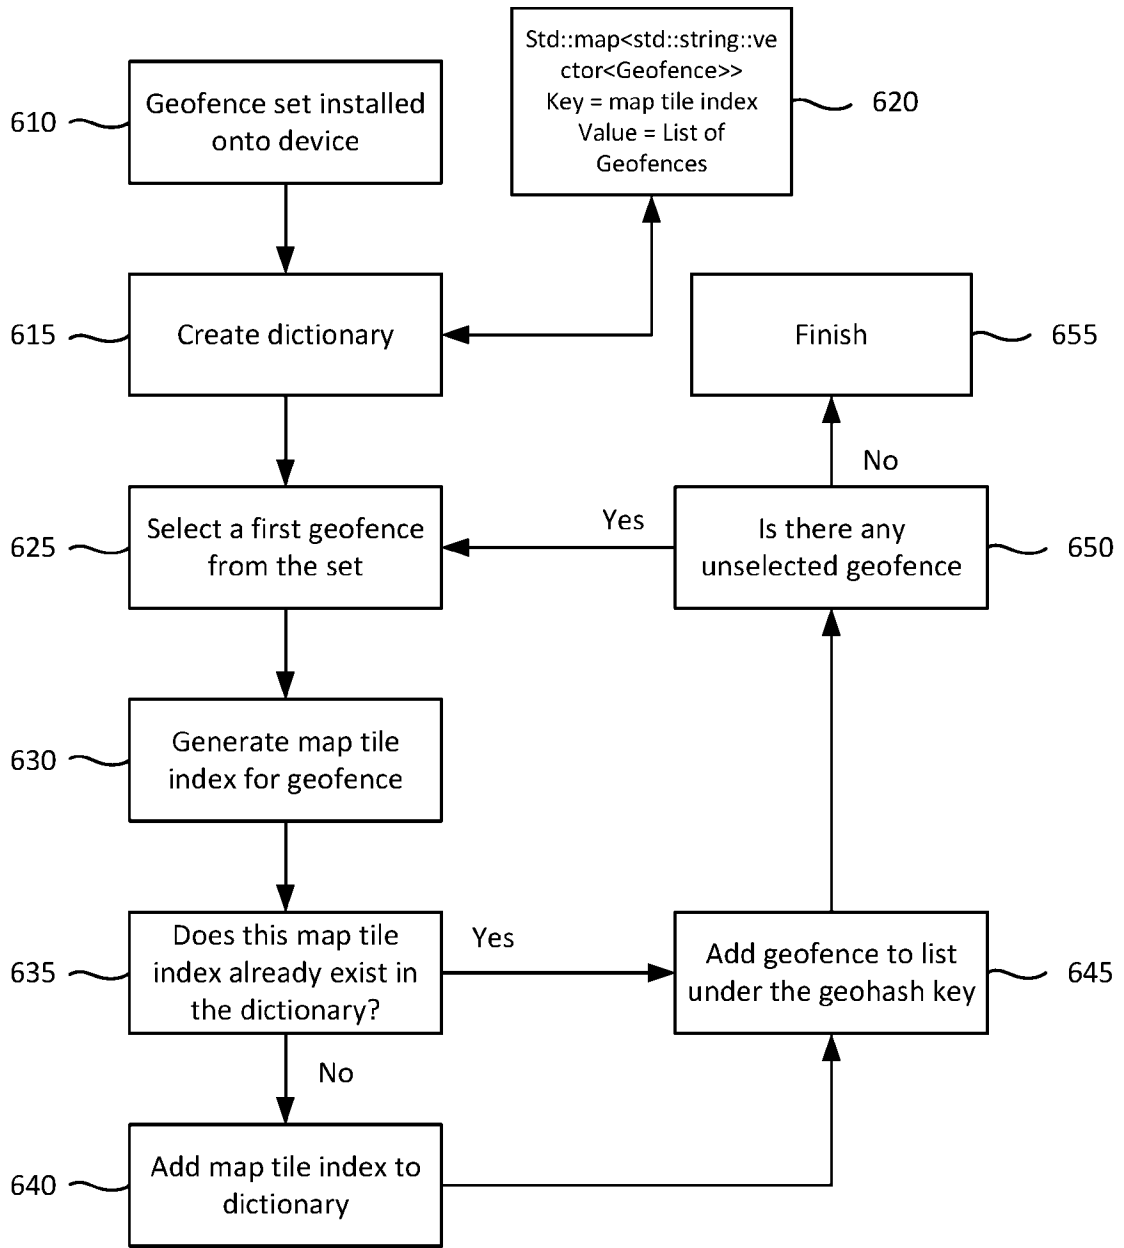 610
Geofence set installed
onto device
Std::map<std::string::ve
ctor<Geofence>>
Key = map tile index
Value = List of
Geofences
620
615
Create dictionary
Finish
655
No
625
Select a first geofence
from the set
Yes
Is there any
unselected geofence
650
630
Generate map tile
index for geofence
635
Does this map tile
index already exist in
the dictionary?
Yes
Add geofence to list
under the geohash key
645
No
640
Add map tile index to
dictionary